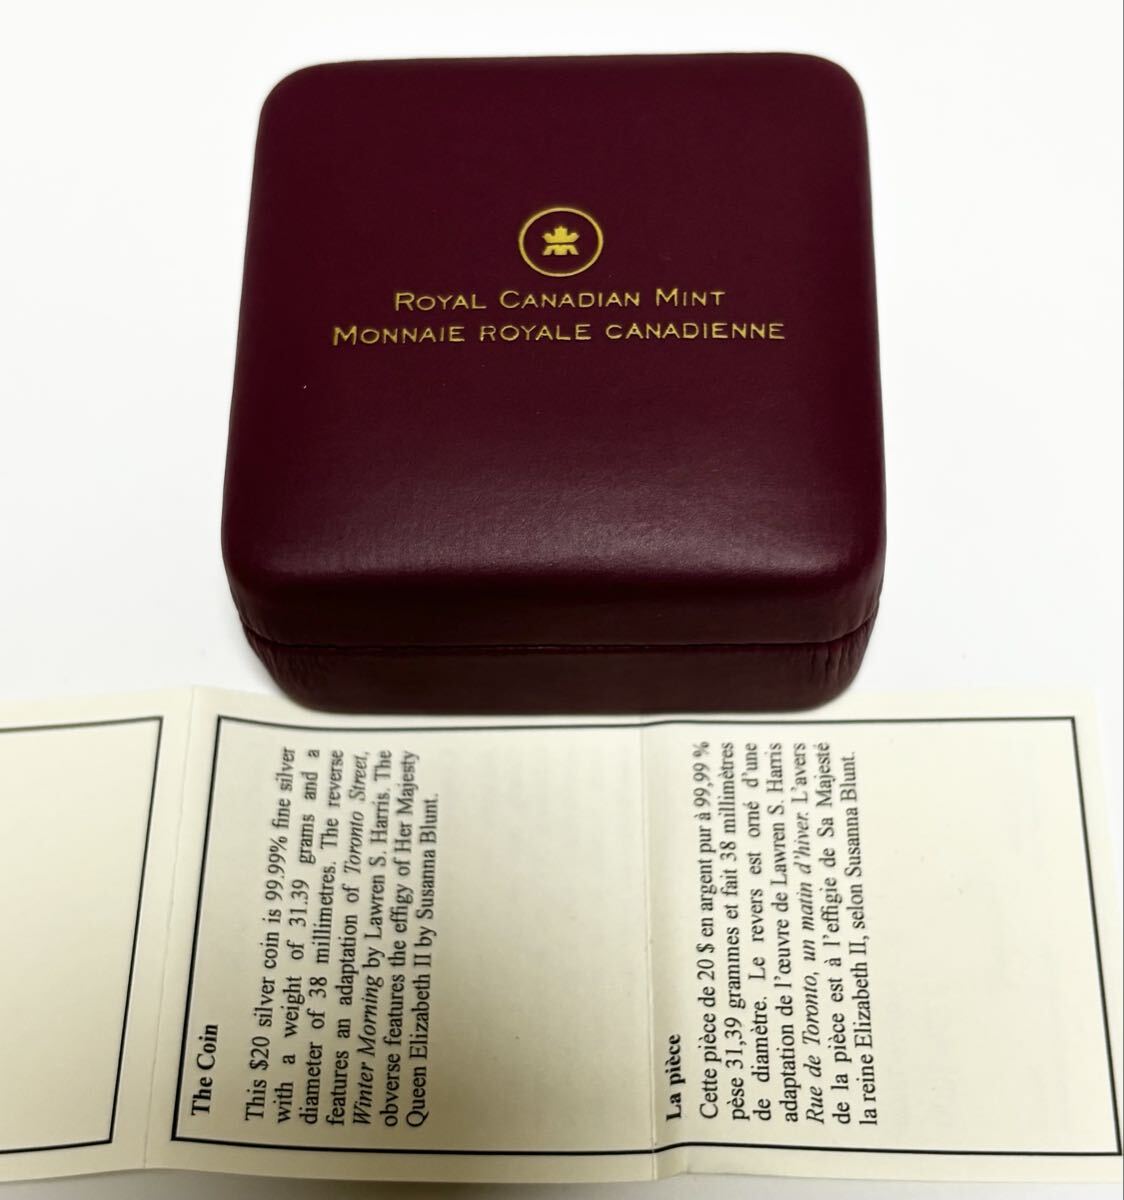 ROYAL CANADIAN MINT
MONNAIE ROYALE CANADIENNE
The Coin
This $20 silver coin is 99.99% fine silver
with a weight of 31.39 grams and a
diameter of 38 millimetres. The reverse
features an adaptation of Toronto Street,
Winter Morning by Lawren S. Harris. The
obverse features the effigy of Her Majesty
Queen Elizabeth II by Susanna Blunt.
La pièce
Cette pièce de 20 $ en argent pur à 99,99 %
pèse 31,39 grammes et fait 38 millimètres
de diamètre. Le revers est orné d'une
adaptation de l'œuvre de Lawren S. Harris
Rue de Toronto, un matin d'hiver. L'avers
de la pièce est à l'effigie de Sa Majesté
la reine Elizabeth II, selon Susanna Blunt.